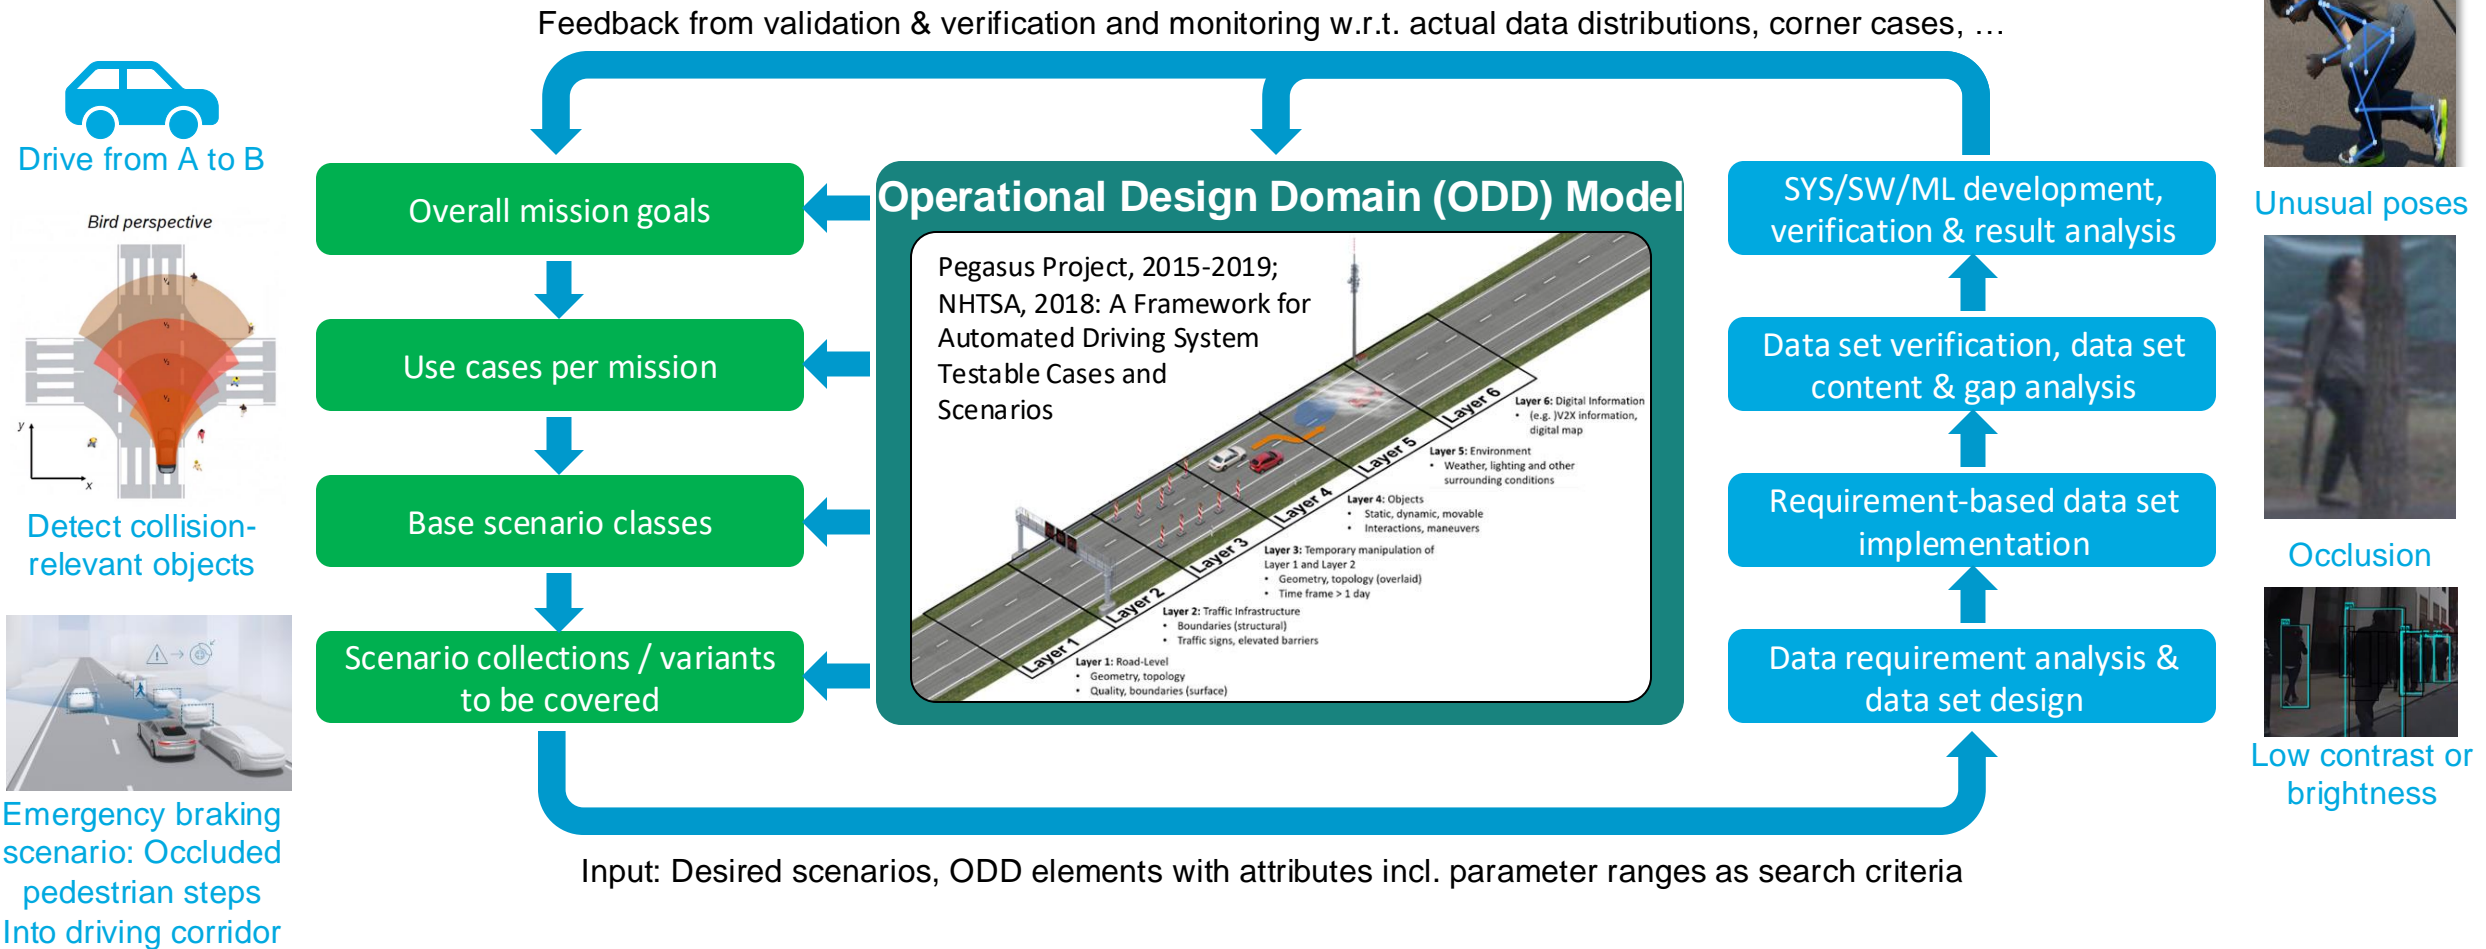 Feedback from validation & verification and monitoring w.r.t. actual data distributions, corner cases, …
Drive from A to B
Bird perspective
v4
v3
v2
v1
y
x
Detect collision-
relevant objects
Emergency braking
scenario: Occluded
pedestrian steps
Into driving corridor
Overall mission goals
Use cases per mission
Base scenario classes
Scenario collections / variants
to be covered
Operational Design Domain (ODD) Model
Pegasus Project, 2015-2019;
NHTSA, 2018: A Framework for
Automated Driving System
Testable Cases and
Scenarios
Layer 6
Layer 6: Digital Information
• (e.g. )V2X information,
digital map
Layer 5
Layer 5: Environment
• Weather, lighting and other
surrounding conditions
Layer 4
Layer 4: Objects
• Static, dynamic, movable
• Interactions, maneuvers
Layer 3
Layer 3: Temporary manipulation of
Layer 1 and Layer 2
• Geometry, topology (overlaid)
• Time frame > 1 day
Layer 2
Layer 2: Traffic Infrastructure
• Boundaries (structural)
• Traffic signs, elevated barriers
Layer 1
Layer 1: Road-Level
• Geometry, topology
• Quality, boundaries (surface)
SYS/SW/ML development,
verification & result analysis
Data set verification, data set
content & gap analysis
Requirement-based data set
implementation
Data requirement analysis &
data set design
Unusual poses
Occlusion
Low contrast or
brightness
Input: Desired scenarios, ODD elements with attributes incl. parameter ranges as search criteria